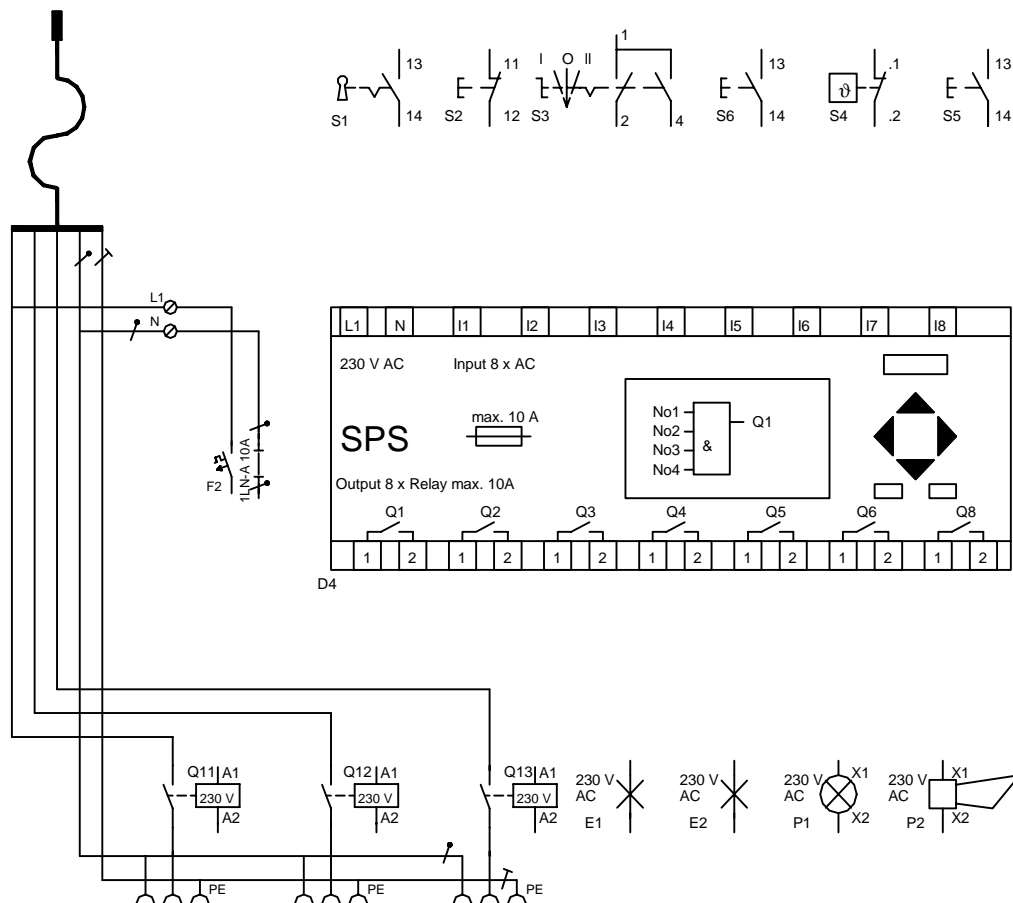 1
I O II
13 11 13 .1 13
S1 14 S2 12 S3 2 4 S6 14 S4 ϑ .2 S5 14
L1
N
L1 N I1 I2 I3 I4 I5 I6 I7 I8
230 V AC Input 8 x AC
SPS
max. 10 A
No1
No2
No3
No4
&
Q1
Output 8 x Relay max. 10A
F2
1LN-A 10A
Q1 Q2 Q3 Q4 Q5 Q6 Q8
1 2 1 2 1 2 1 2 1 2 1 2 1 2
D4
Q11 A1
230 V
A2
Q12 A1
230 V
A2
Q13 A1
230 V
A2
230 V
AC
E1
230 V
AC
E2
230 V
AC
X1
X2
P1
230 V
AC
X1
X2
P2
PE PE PE